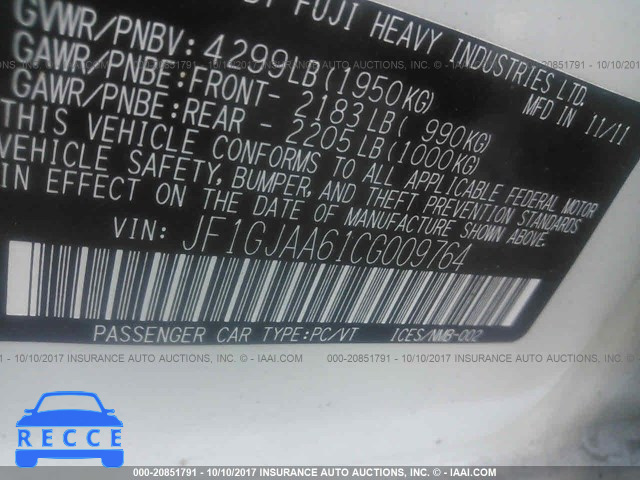 BY FUJI HEAVY INDUSTRIES LTD.
GVWR/PNBV: 4299LB(1950KG) MFD IN 11/11
GAWR/PNBE:FRONT- 2183LB( 990KG)
GAWR/PNBE:REAR - 2205LB(1000KG)
THIS VEHICLE CONFORMS TO ALL APPLICABLE FEDERAL MOTOR
VEHICLE SAFETY, BUMPER, AND THEFT PREVENTION STANDARDS
IN EFFECT ON THE DATE OF MANUFACTURE SHOWN ABOVE.
VIN: JF1GJAA61CG009764
PASSENGER CAR TYPE:PC/VT ICES/NMB-002
000-20851791 - 10/10/2017 INSURANCE AUTO AUCTIONS, INC. - © IAAI.COM
RECCE
000-20851791 - 10/10/2017 INSURANCE AUTO AUCTIONS, INC. - © IAAI.COM